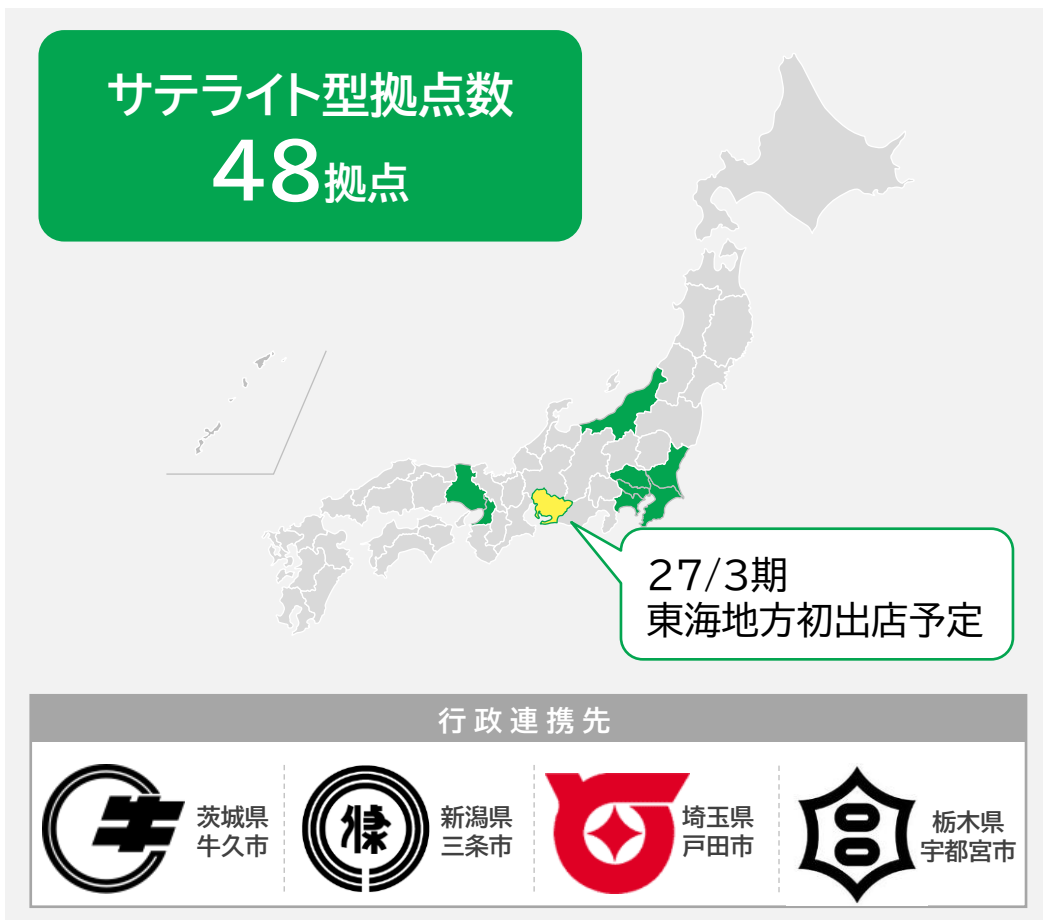 サテライト型拠点数
48拠点
27/3期
東海地方初出店予定
行政連携先
茨城県
牛久市
新潟県
三条市
埼玉県
戸田市
栃木県
宇都宮市